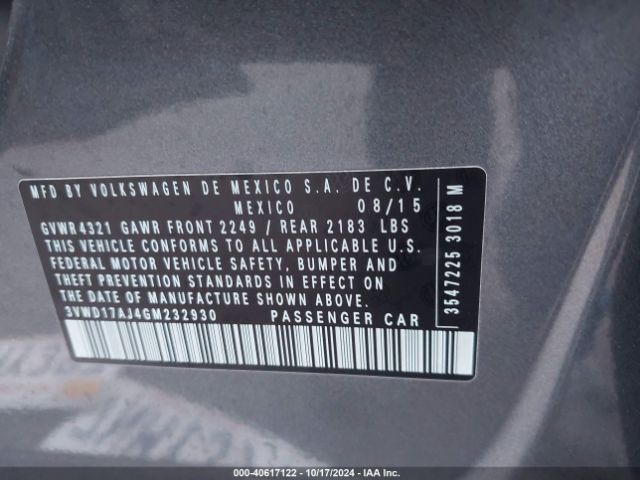 MFD BY VOLKSWAGEN DE MEXICO S.A. DE C.V.
MEXICO 08/15
GVWR 4321 GAWR FRONT 2249 / REAR 2183 LBS
THIS VEHICLE CONFORMS TO ALL APPLICABLE U.S.
FEDERAL MOTOR VEHICLE SAFETY, BUMPER AND
THEFT PREVENTION STANDARDS IN EFFECT ON
THE DATE OF MANUFACTURE SHOWN ABOVE.
3VWD17AJ4GM232930 PASSENGER CAR
3547225 3018 M
000-40617122 - 10/17/2024 - IAA Inc.